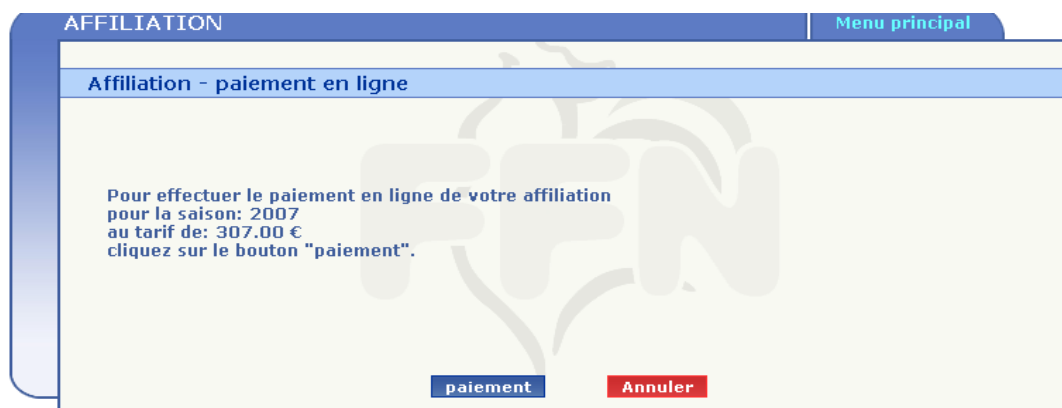 AFFILIATION
Menu principal
Affiliation - paiement en ligne
FFN
Pour effectuer le paiement en ligne de votre affiliation
pour la saison: 2007
au tarif de: 307.00 €
cliquez sur le bouton "paiement".
paiement
Annuler